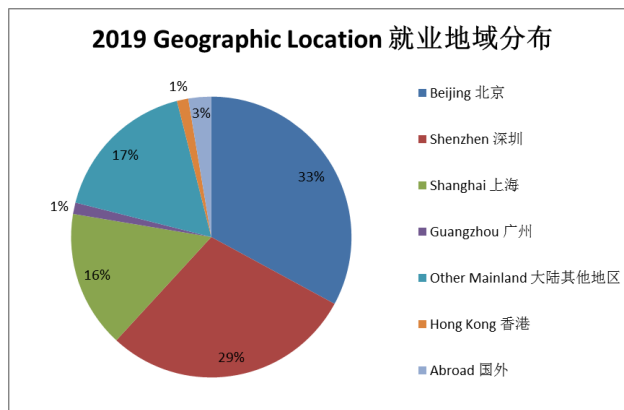 2019 Geographic Location 就业地域分布
1%
3%
33%
17%
1%
16%
29%
Beijing 北京
Shenzhen 深圳
Shanghai 上海
Guangzhou 广州
Other Mainland 大陆其他地区
Hong Kong 香港
Abroad 国外